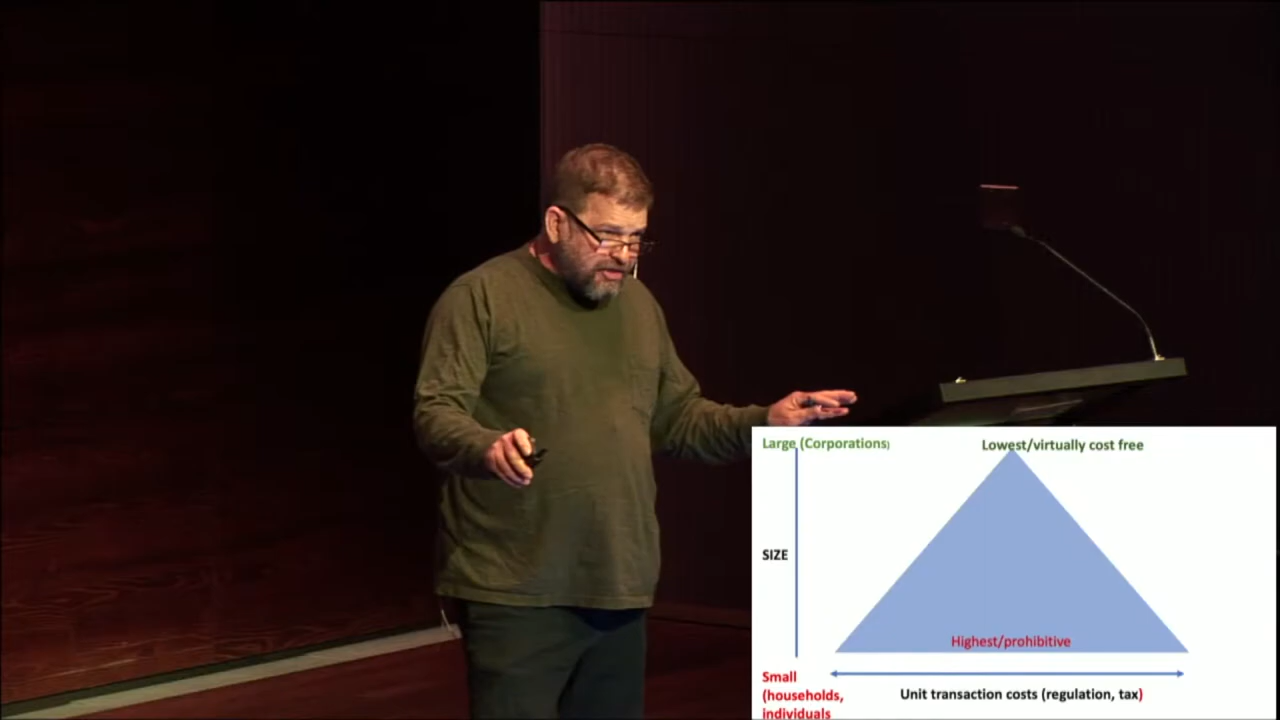 Large (Corporations)
Lowest/virtually cost free
SIZE
Highest/prohibitive
Small
(households,
individuals
Unit transaction costs (regulation, tax)